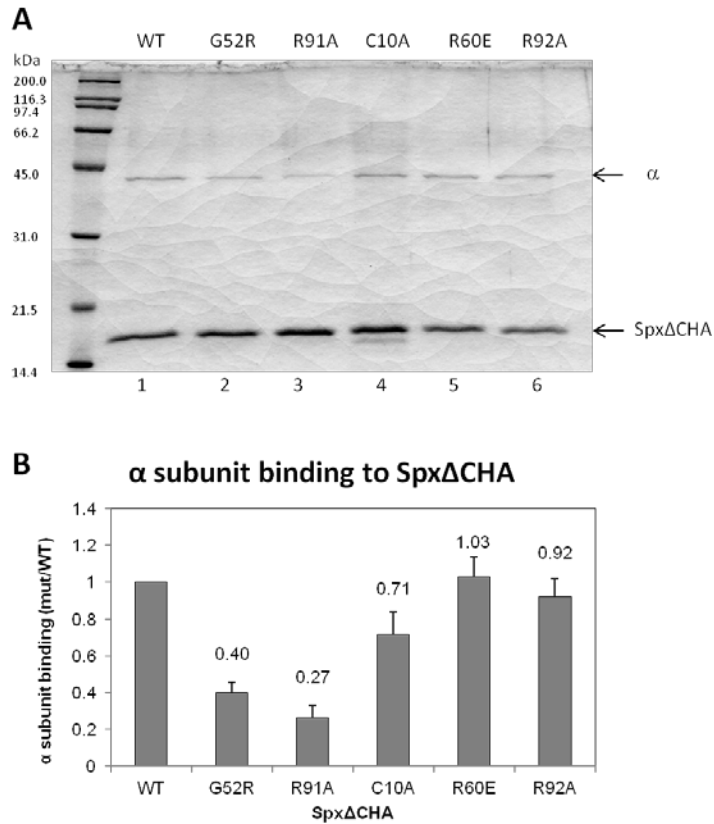 A
WT G52R R91A C10A R60E R92A
kDa
200.0
116.3
97.4
66.2
45.0
α
31.0
21.5
SpxΔCHA
14.4
1 2 3 4 5 6
B
α subunit binding to SpxΔCHA
α subunit binding (mut/WT)
1.4
1.2
1
0.8
0.6
0.4
0.2
0
0.40
0.27
0.71
1.03
0.92
WT G52R R91A C10A R60E R92A
SpxΔCHA